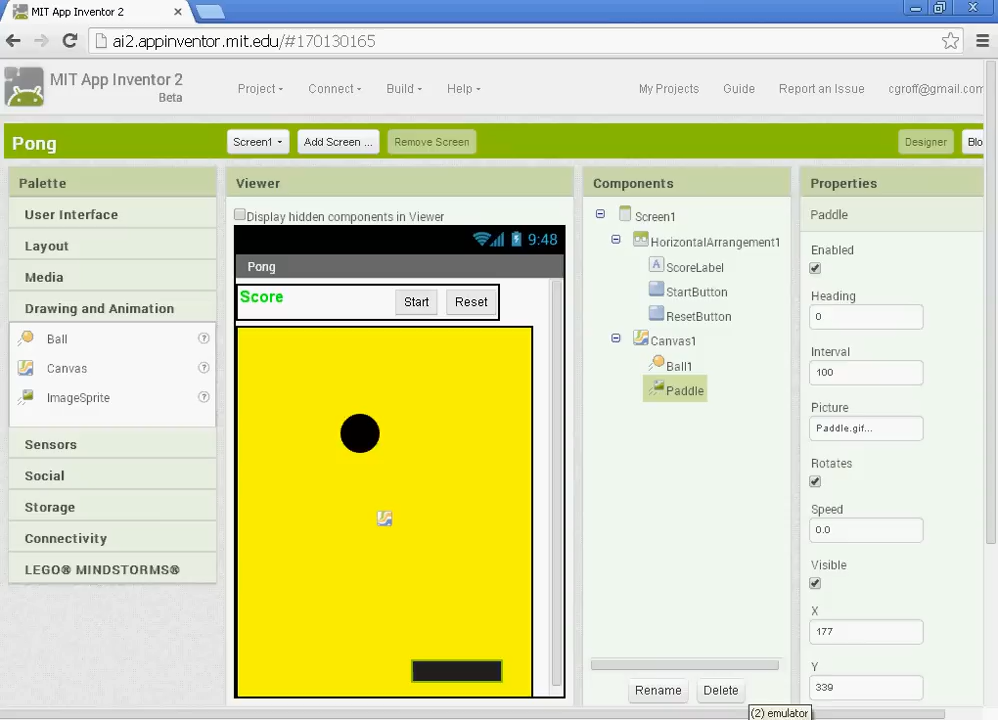 MIT App Inventor 2
ai2.appinventor.mit.edu/#170130165
MIT App Inventor 2
Beta
Project
Connect
Build
Help
My Projects
Guide
Report an Issue
cgroff@gmail.com
Pong
Screen1
Add Screen ...
Remove Screen
Designer
Blo
Palette
User Interface
Layout
Media
Drawing and Animation
Ball
?
Canvas
?
ImageSprite
?
Sensors
Social
Storage
Connectivity
LEGO® MINDSTORMS®
Viewer
Display hidden components in Viewer
9:48
Pong
Score
Start
Reset
Components
Screen1
HorizontalArrangement1
A ScoreLabel
StartButton
ResetButton
Canvas1
Ball1
Paddle
Rename
Delete
(2) emulator
Properties
Paddle
Enabled
Heading
0
Interval
100
Picture
Paddle.gif...
Rotates
Speed
0.0
Visible
X
177
Y
339